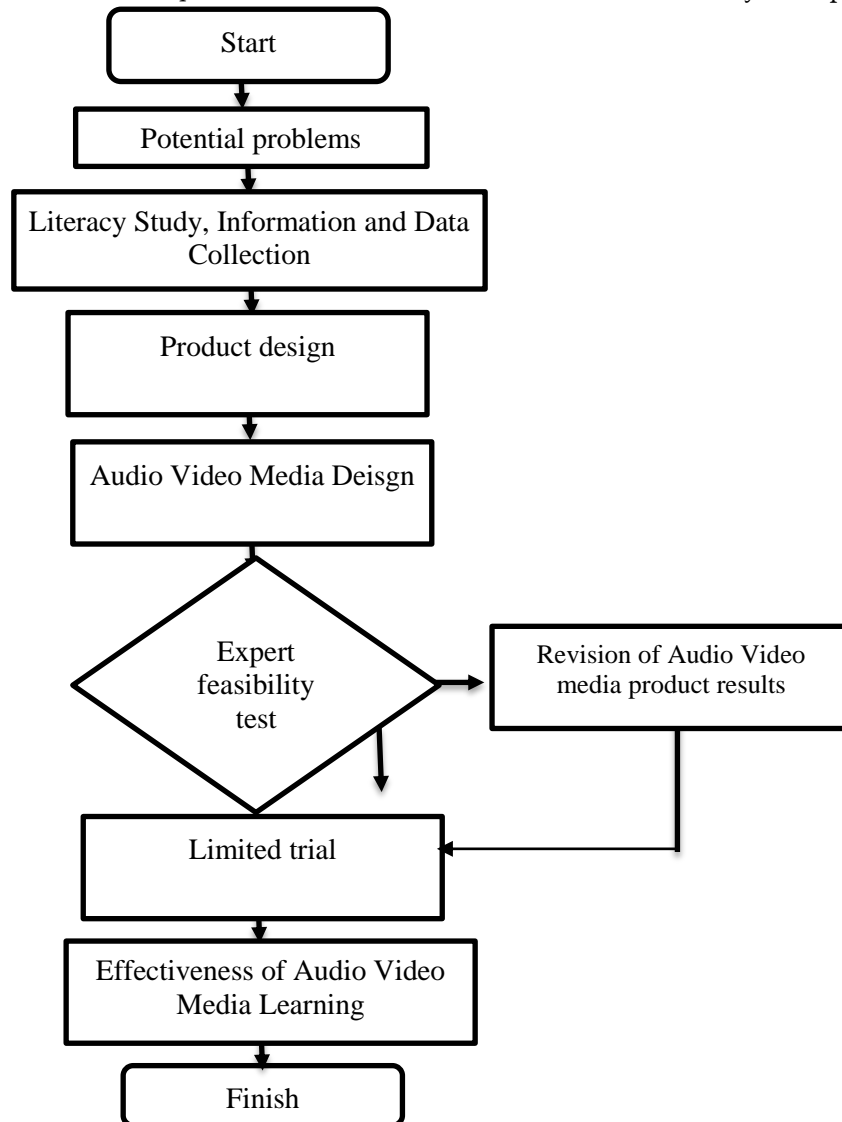 Start
Potential problems
Literacy Study, Information and Data
Collection
Product design
Audio Video Media Deisgn
Expert
feasibility
test
Revision of Audio Video
media product results
Limited trial
Effectiveness of Audio Video
Media Learning
Finish